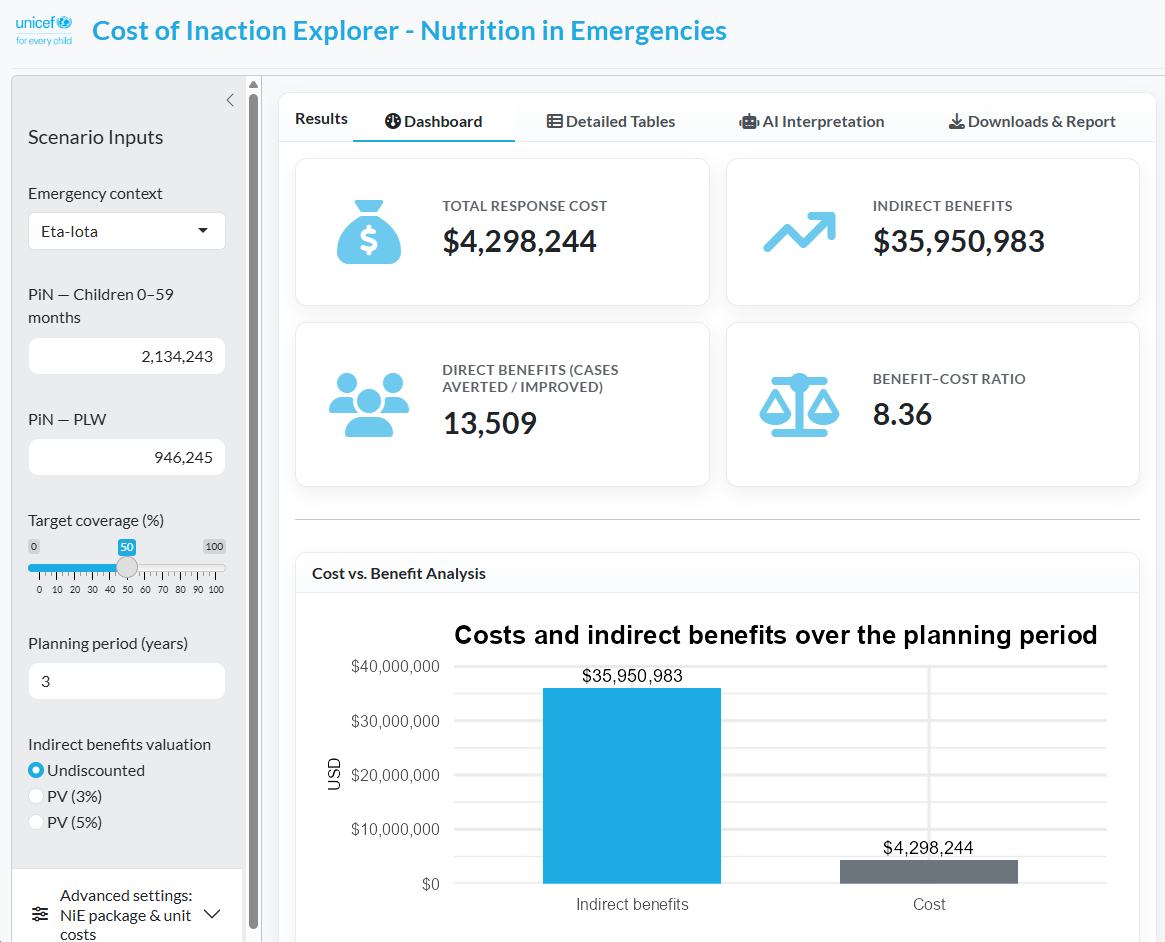 unicef
for every child
Cost of Inaction Explorer - Nutrition in Emergencies
Scenario Inputs
Emergency context
Eta-Iota
PiN — Children 0–59
months
2,134,243
PiN — PLW
946,245
Target coverage (%)
0 50 100
0 10 20 30 40 50 60 70 80 90 100
Planning period (years)
3
Indirect benefits valuation
Undiscounted
PV (3%)
PV (5%)
Advanced settings:
NiE package & unit
costs
Results Dashboard Detailed Tables AI Interpretation Downloads & Report
TOTAL RESPONSE COST
$4,298,244
INDIRECT BENEFITS
$35,950,983
DIRECT BENEFITS (CASES
AVERTED / IMPROVED)
13,509
BENEFIT–COST RATIO
8.36
Cost vs. Benefit Analysis
Costs and indirect benefits over the planning period
$40,000,000
$30,000,000
$20,000,000
$10,000,000
$0
USD
$35,950,983
$4,298,244
Indirect benefits
Cost